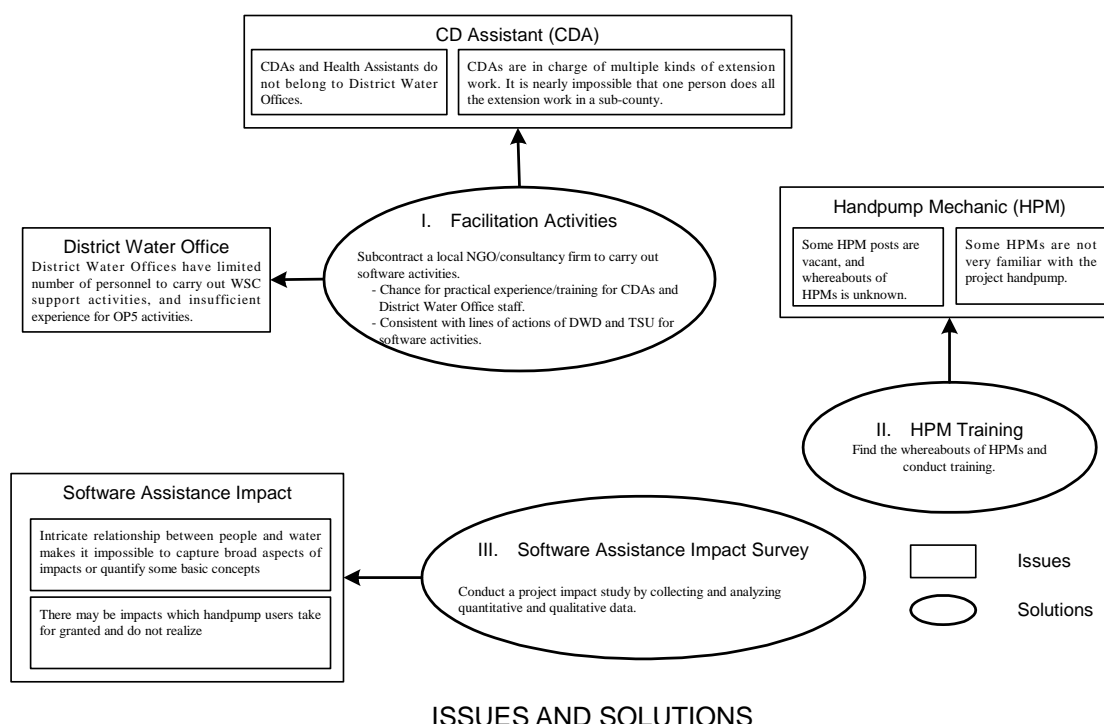 CD Assistant (CDA)
CDAs and Health Assistants do
not belong to District Water
Offices.
CDAs are in charge of multiple kinds of extension
work. It is nearly impossible that one person does all
the extension work in a sub-county.
I. Facilitation Activities
Subcontract a local NGO/consultancy firm to carry out
software activities.
- Chance for practical experience/training for CDAs and
District Water Office staff.
- Consistent with lines of actions of DWD and TSU for
software activities.
District Water Office
District Water Offices have limited
number of personnel to carry out WSC
support activities, and insufficient
experience for OP5 activities.
Handpump Mechanic (HPM)
Some HPM posts are
vacant, and
whereabouts of
HPMs is unknown.
Some HPMs are not
very familiar with the
project handpump.
II. HPM Training
Find the whereabouts of HPMs and
conduct training.
Software Assistance Impact
Intricate relationship between people and water
makes it impossible to capture broad aspects of
impacts or quantify some basic concepts
There may be impacts which handpump users take
for granted and do not realize
III. Software Assistance Impact Survey
Conduct a project impact study by collecting and analyzing
quantitative and qualitative data.
Issues
Solutions
ISSUES AND SOLUTIONS